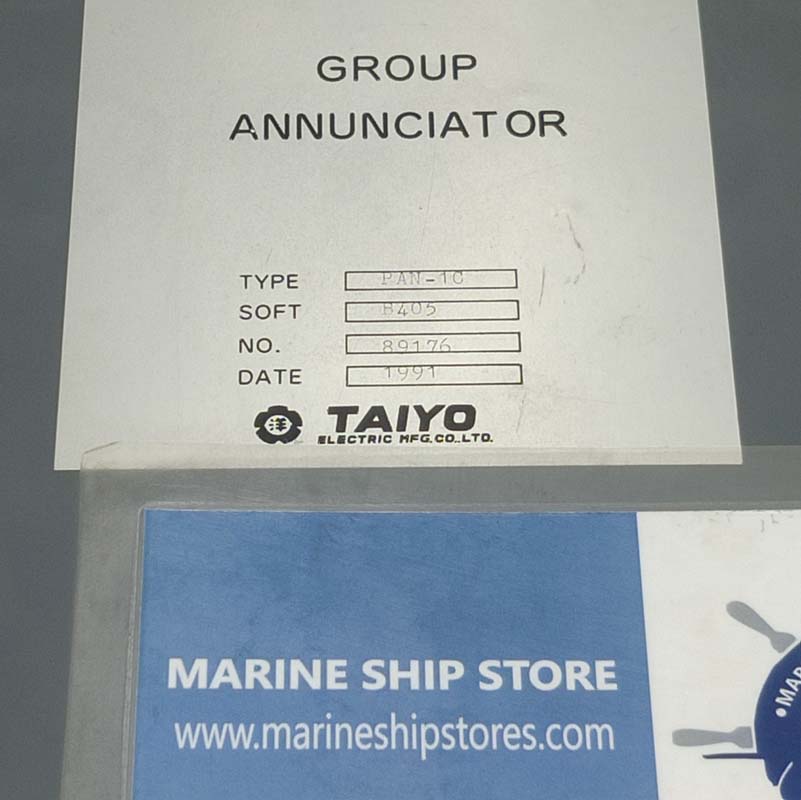 GROUP
ANNUNCIATOR
TYPE PAN-1C
SOFT B405
NO. 89176
DATE 1991
洋 TAIYO
ELECTRIC MFG.CO.,LTD.
MARINE SHIP STORE
www.marineshipstores.com